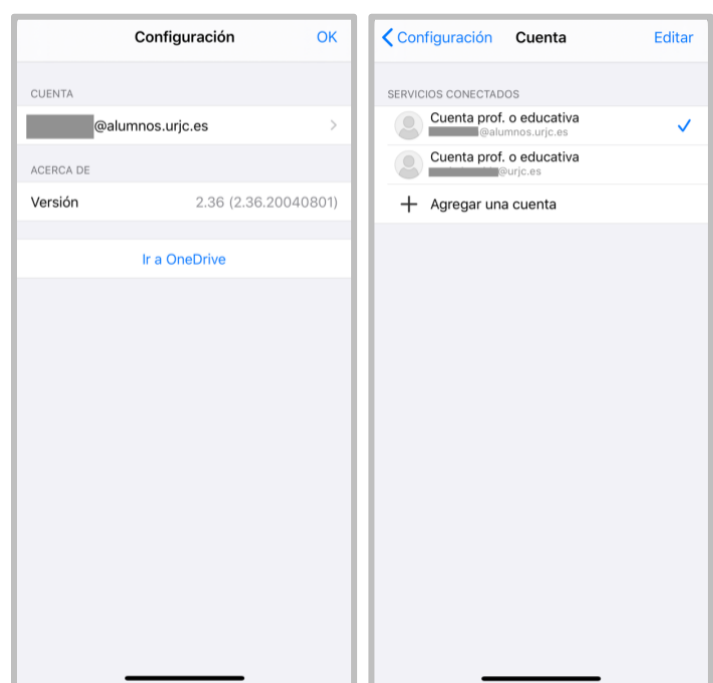 Configuración OK
CUENTA
@alumnos.urjc.es
ACERCA DE
Versión 2.36 (2.36.20040801)
Ir a OneDrive
Configuración Cuenta Editar
SERVICIOS CONECTADOS
Cuenta prof. o educativa
@alumnos.urjc.es
Cuenta prof. o educativa
@urjc.es
Agregar una cuenta